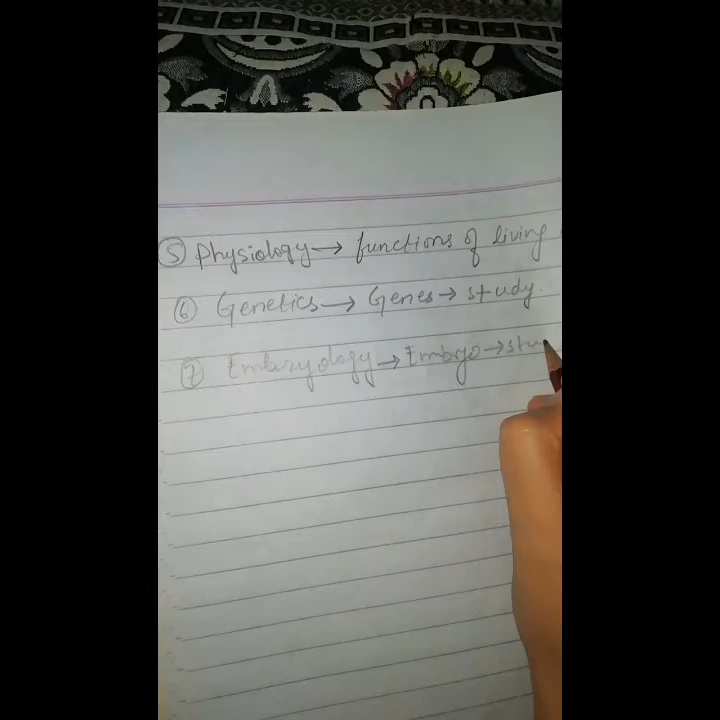 ⑤ Physiology → functions of living
⑥ Genetics → Genes → study.
⑦ Embryology → Embryo → stu